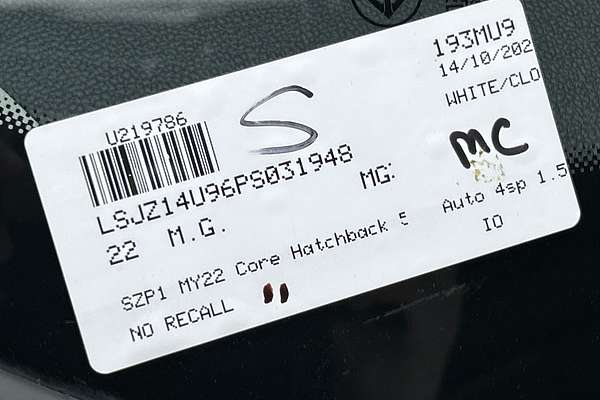 193MU9
14/10/202
WHITE/CLO
U219786
S
MC
LSJZ14U96PS031948
22 M.G. MG:
Auto 4sp 1.5
SZP1 MY22 Core Hatchback 5
IO
NO RECALL